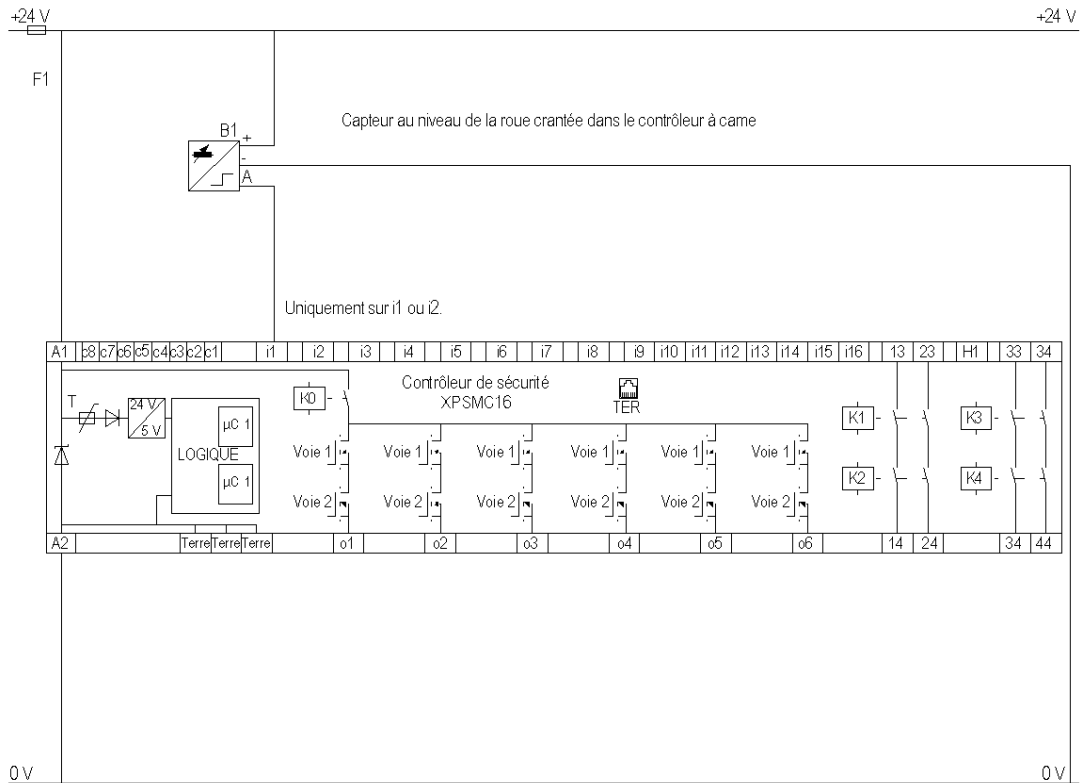 +24 V +24 V
F1
Capteur au niveau de la roue crantée dans le contrôleur à came
B1 +
-
A
Uniquement sur i1 ou i2.
A1 c8 c7 c6 c5 c4 c3 c2 c1 i1 i2 i3 i4 i5 i6 i7 i8 i9 i10 i11 i12 i13 i14 i15 i16 13 23 H1 33 34
Contrôleur de sécurité
XPSMC16
TER
K0
T
24 V
5 V
µC 1
LOGIQUE
µC 1
K1 K3
Voie 1 Voie 1 Voie 1 Voie 1 Voie 1 Voie 1
K2 K4
Voie 2 Voie 2 Voie 2 Voie 2 Voie 2 Voie 2
A2 Terre Terre Terre o1 o2 o3 o4 o5 o6 14 24 34 44
0 V 0 V